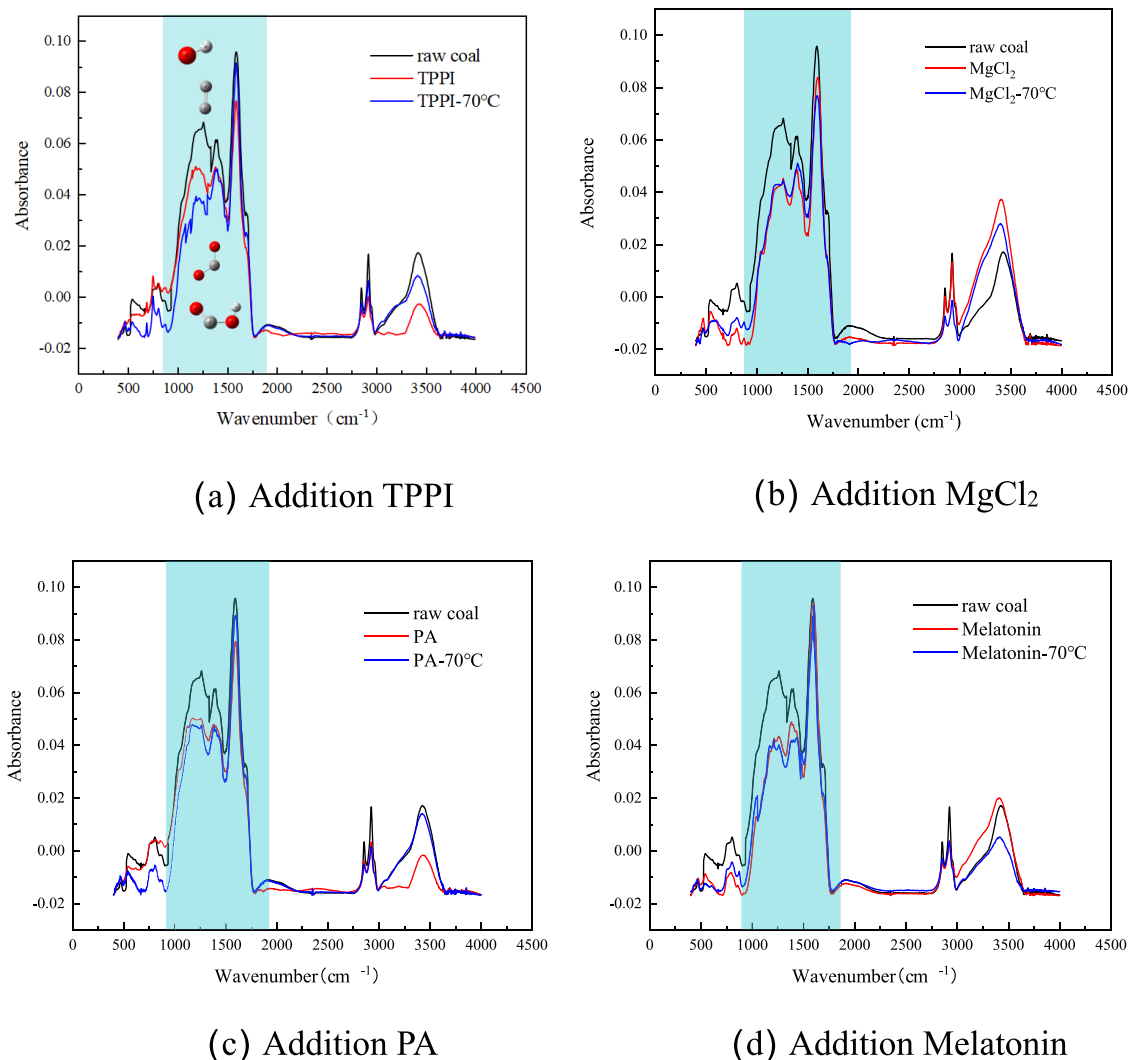 0.10
0.08
0.06
0.04
0.02
0.00
-0.02
Absorbance
raw coal
TPPI
TPPI-70°C
0 500 1000 1500 2000 2500 3000 3500 4000 4500
Wavenumber（cm⁻¹）
(a) Addition TPPI
0.10
0.08
0.06
0.04
0.02
0.00
-0.02
Absorbance
raw coal
MgCl₂
MgCl₂-70°C
0 500 1000 1500 2000 2500 3000 3500 4000 4500
Wavenumber (cm⁻¹)
(b) Addition MgCl₂
0.10
0.08
0.06
0.04
0.02
0.00
-0.02
Absorbance
raw coal
PA
PA-70°C
0 500 1000 1500 2000 2500 3000 3500 4000 4500
Wavenumber(cm ⁻¹)
(c) Addition PA
0.10
0.08
0.06
0.04
0.02
0.00
-0.02
Absorbance
raw coal
Melatonin
Melatonin-70°C
0 500 1000 1500 2000 2500 3000 3500 4000 4500
Wavenumber(cm ⁻¹)
(d) Addition Melatonin